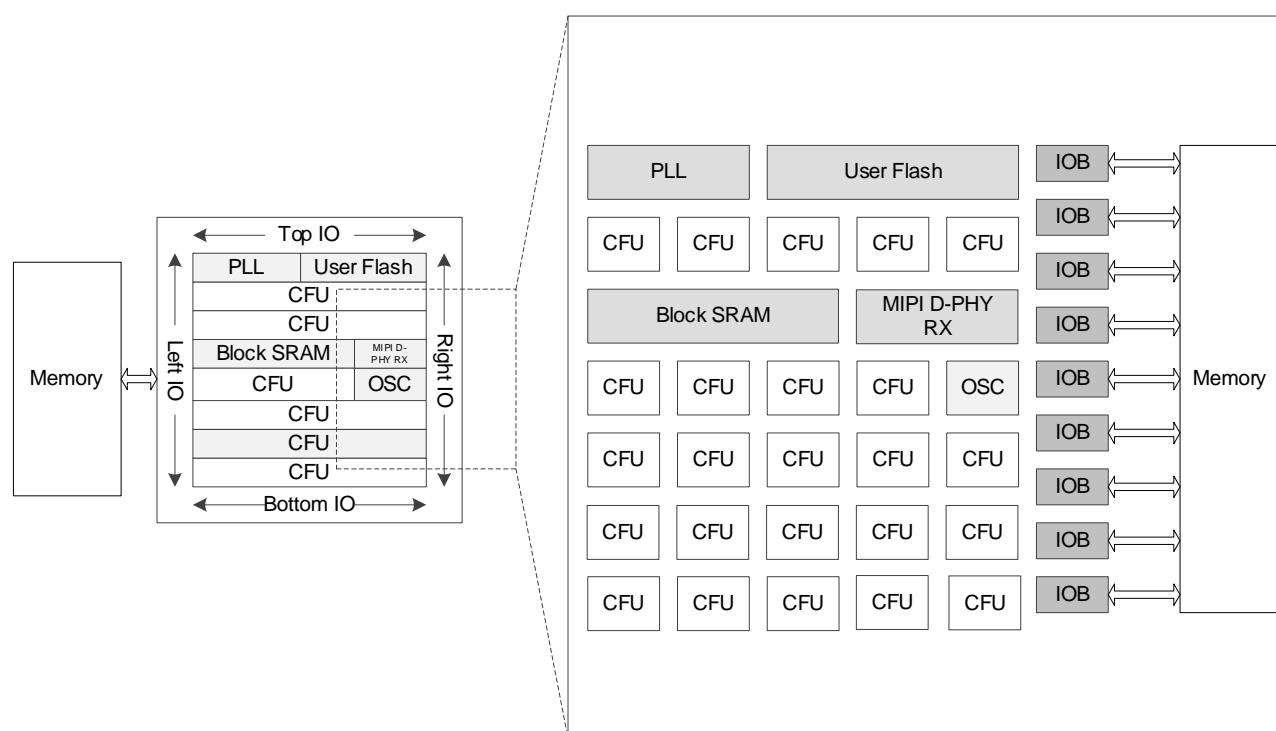 Memory
Top IO
Left IO
PLL User Flash
CFU
CFU
Block SRAM MIPI D-
PHY RX
CFU OSC
CFU
CFU
CFU
Right IO
Bottom IO
PLL User Flash
CFU CFU CFU CFU CFU
Block SRAM MIPI D-PHY
RX
CFU CFU CFU CFU OSC
CFU CFU CFU CFU CFU
CFU CFU CFU CFU CFU
CFU CFU CFU CFU CFU
IOB
IOB
IOB
IOB
IOB
IOB
IOB
IOB
IOB
Memory